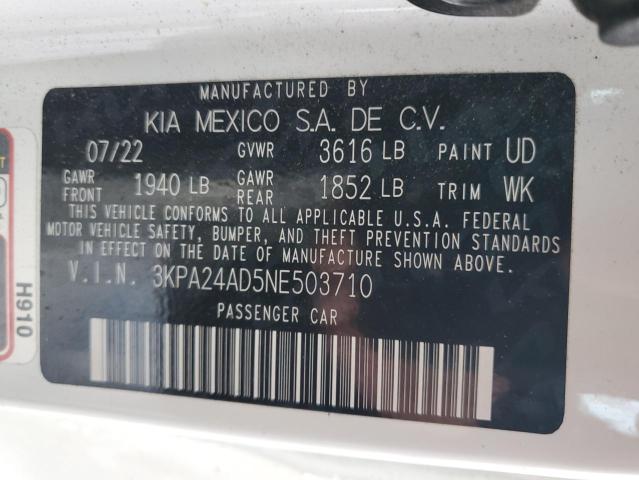 MANUFACTURED BY
KIA MEXICO S.A. DE C.V.
07/22 GVWR 3616 LB PAINT UD
GAWR FRONT 1940 LB GAWR REAR 1852 LB TRIM WK
THIS VEHICLE CONFORMS TO ALL APPLICABLE U.S.A. FEDERAL
MOTOR VEHICLE SAFETY, BUMPER, AND THEFT PREVENTION STANDARDS
IN EFFECT ON THE DATE OF MANUFACTURE SHOWN ABOVE.
V.I.N. 3KPA24AD5NE503710
PASSENGER CAR
H910